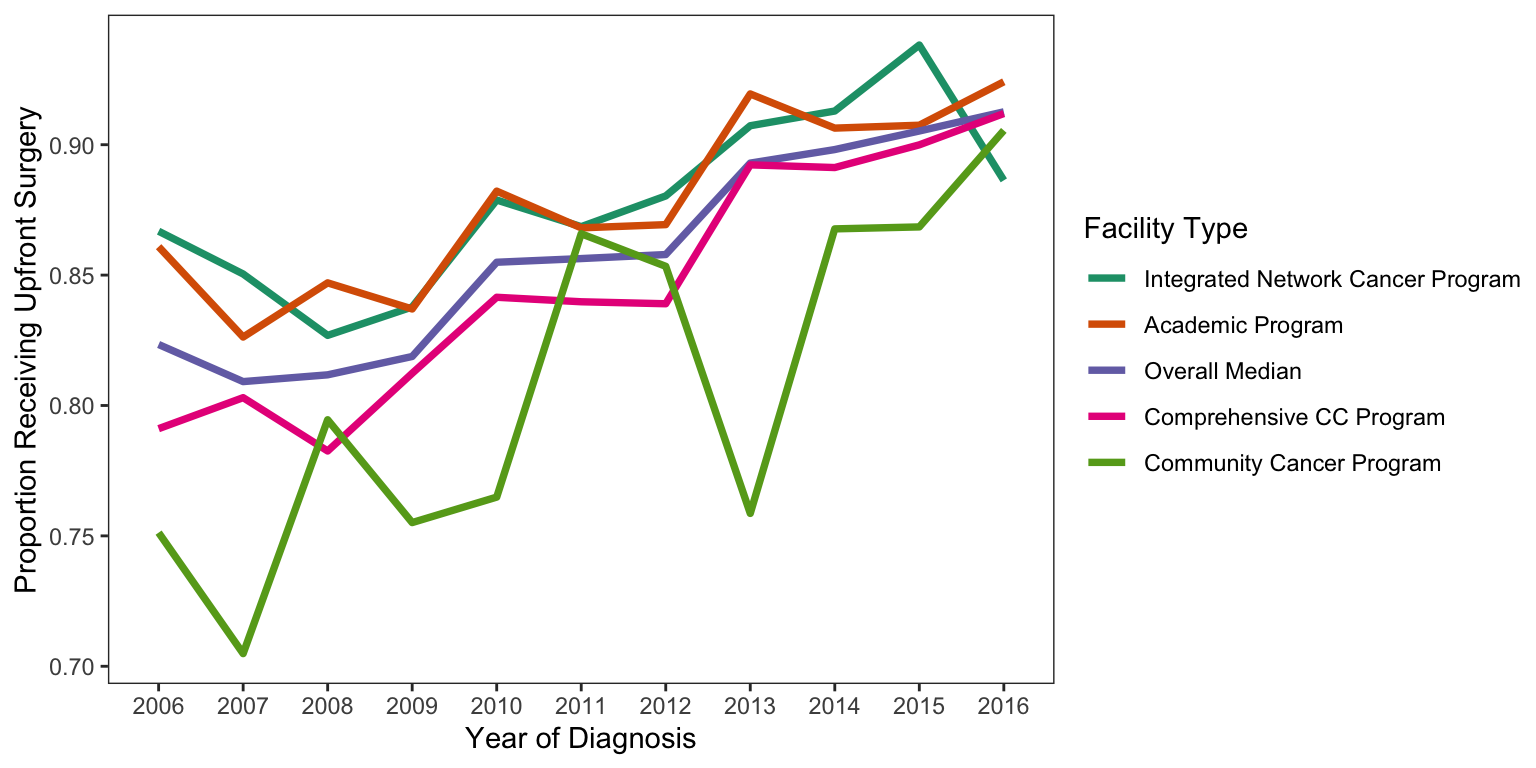 Proportion Receiving Upfront Surgery
0.90
0.85
0.80
0.75
0.70
2006 2007 2008 2009 2010 2011 2012 2013 2014 2015 2016
Year of Diagnosis
Facility Type
Integrated Network Cancer Program
Academic Program
Overall Median
Comprehensive CC Program
Community Cancer Program